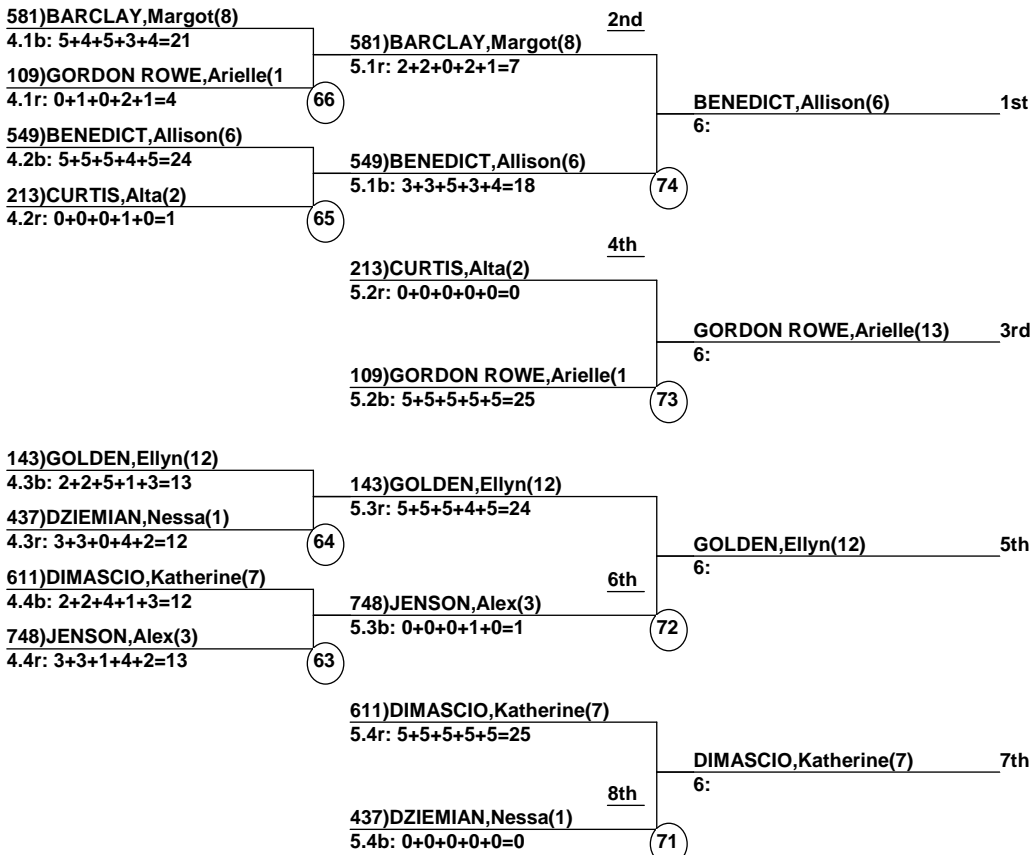 581)BARCLAY,Margot(8)
4.1b: 5+4+5+3+4=21
109)GORDON ROWE,Arielle(1
4.1r: 0+1+0+2+1=4
66
549)BENEDICT,Allison(6)
4.2b: 5+5+5+4+5=24
213)CURTIS,Alta(2)
4.2r: 0+0+0+1+0=1
65
2nd
581)BARCLAY,Margot(8)
5.1r: 2+2+0+2+1=7
549)BENEDICT,Allison(6)
5.1b: 3+3+5+3+4=18
74
BENEDICT,Allison(6)
6:
1st
4th
213)CURTIS,Alta(2)
5.2r: 0+0+0+0+0=0
109)GORDON ROWE,Arielle(1
5.2b: 5+5+5+5+5=25
73
GORDON ROWE,Arielle(13)
6:
3rd
143)GOLDEN,Ellyn(12)
4.3b: 2+2+5+1+3=13
437)DZIEMIAN,Nessa(1)
4.3r: 3+3+0+4+2=12
64
611)DIMASCIO,Katherine(7)
4.4b: 2+2+4+1+3=12
748)JENSON,Alex(3)
4.4r: 3+3+1+4+2=13
63
143)GOLDEN,Ellyn(12)
5.3r: 5+5+5+4+5=24
6th
748)JENSON,Alex(3)
5.3b: 0+0+0+1+0=1
72
GOLDEN,Ellyn(12)
6:
5th
611)DIMASCIO,Katherine(7)
5.4r: 5+5+5+5+5=25
8th
437)DZIEMIAN,Nessa(1)
5.4b: 0+0+0+0+0=0
71
DIMASCIO,Katherine(7)
6:
7th